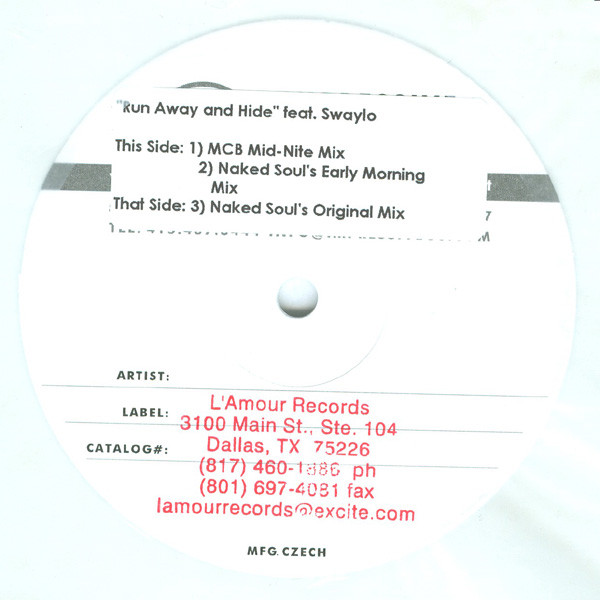 "Run Away and Hide" feat. Swaylo
This Side: 1) MCB Mid-Nite Mix
2) Naked Soul's Early Morning
Mix
That Side: 3) Naked Soul's Original Mix
7
ARTIST:
LABEL:
CATALOG#:
L'Amour Records
3100 Main St., Ste. 104
Dallas, TX 75226
(817) 460-1886 ph
(801) 697-4081 fax
lamourrecords@excite.com
MFG. CZECH